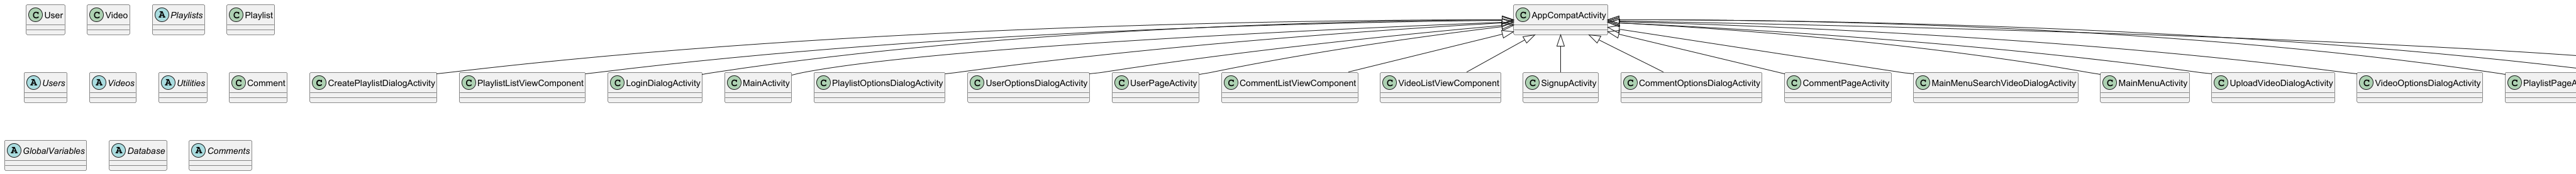 C User
C Video
A Playlists
C Playlist
C AppCompatActivity
A Users
A Videos
A Utilities
C Comment
C CreatePlaylistDialogActivity
C PlaylistListViewComponent
C LoginDialogActivity
C MainActivity
C PlaylistOptionsDialogActivity
C UserOptionsDialogActivity
C UserPageActivity
C CommentListViewComponent
C VideoListViewComponent
C SignupActivity
C CommentOptionsDialogActivity
C CommentPageActivity
C MainMenuSearchVideoDialogActivity
C MainMenuActivity
C UploadVideoDialogActivity
C VideoOptionsDialogActivity
C PlaylistPageA
A GlobalVariables
A Database
A Comments